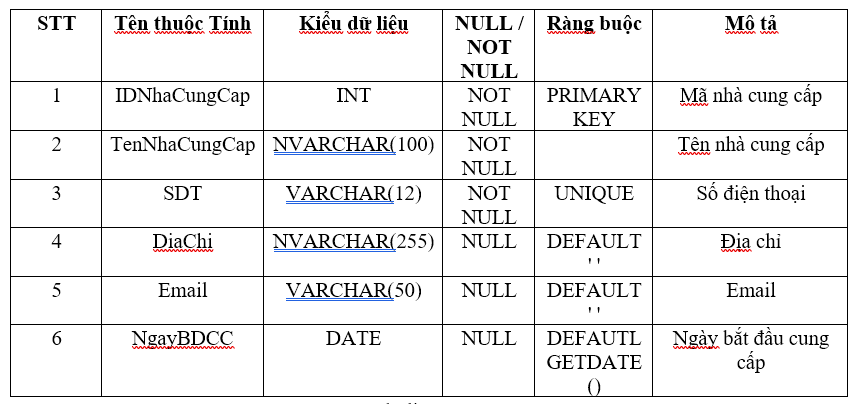 STT Tên thuộc Tính Kiểu dữ liệu NULL / Ràng buộc Mô tả
NOT
NULL
1 IDNhaCungCap INT NOT PRIMARY Mã nhà cung cấp
NULL KEY
2 TenNhaCungCap NVARCHAR(100) NOT Tên nhà cung cấp
NULL
3 SDT VARCHAR(12) NOT UNIQUE Số điện thoại
NULL
4 DiaChi NVARCHAR(255) NULL DEFAULT Địa chỉ
' '
5 Email VARCHAR(50) NULL DEFAULT Email
' '
6 NgayBDCC DATE NULL DEFAUTL Ngày bắt đầu cung
GETDATE cấp
()